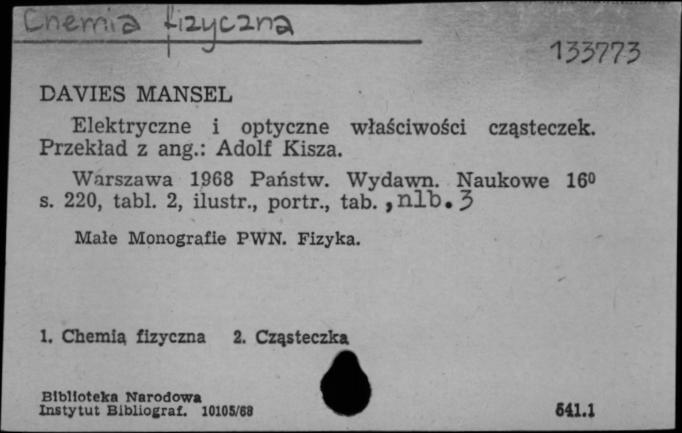 Chemia fizyczna
133773
DAVIES MANSEL
Elektryczne i optyczne właściwości cząsteczek.
Przekład z ang.: Adolf Kisza.
Warszawa 1968 Państw. Wydawn. Naukowe 16⁰
s. 220, tabl. 2, ilustr., portr., tab. , nlb. 3
Małe Monografie PWN. Fizyka.
1. Chemia fizyczna 2. Cząsteczka
Biblioteka Narodowa
Instytut Bibliograf. 10105/68
541.1